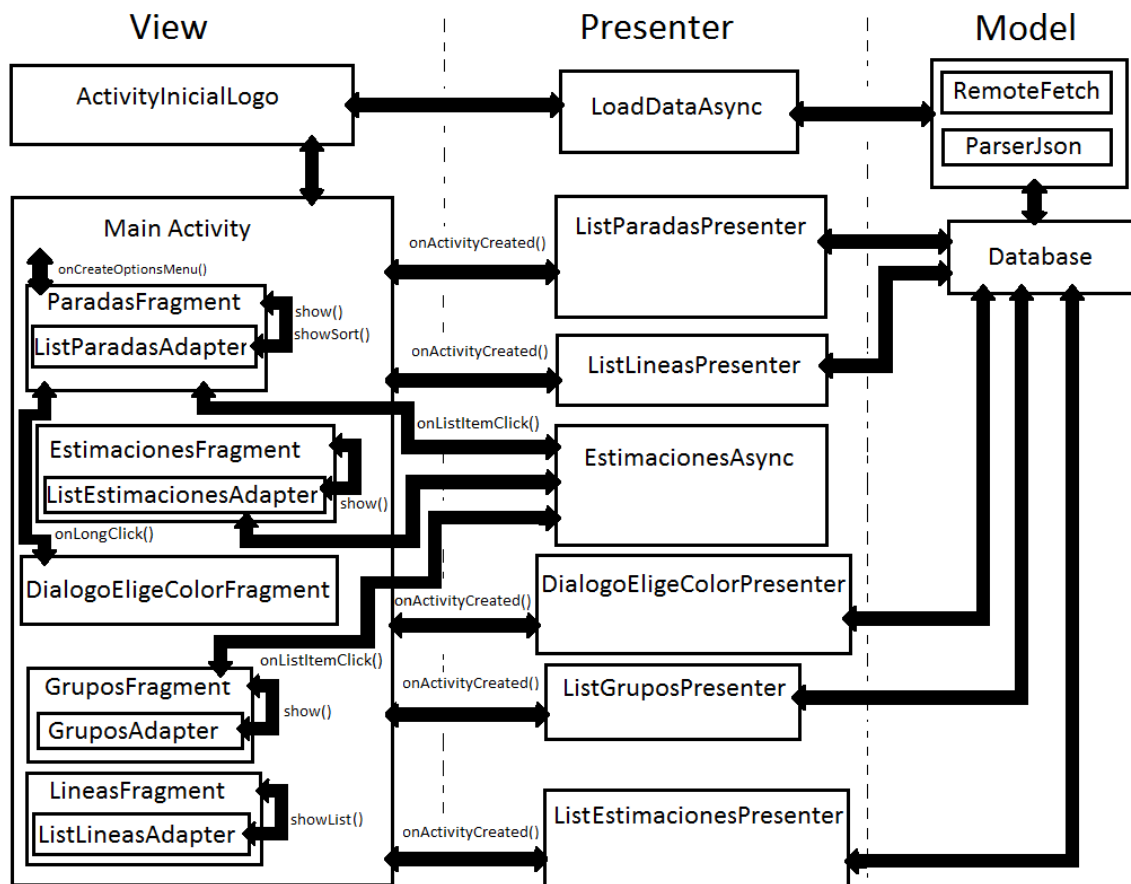 View
Presenter
Model
ActivityInicialLogo
LoadDataAsync
RemoteFetch
ParserJson
Main Activity
onCreateOptionsMenu()
ParadasFragment
ListParadasAdapter
show()
showSort()
onActivityCreated()
ListParadasPresenter
Database
onActivityCreated()
ListLineasPresenter
onListItemClick()
EstimacionesFragment
ListEstimacionesAdapter
show()
EstimacionesAsync
onLongClick()
DialogoEligeColorFragment
onActivityCreated()
DialogoEligeColorPresenter
onListItemClick()
GruposFragment
GruposAdapter
show()
onActivityCreated()
ListGruposPresenter
LineasFragment
ListLineasAdapter
showList()
onActivityCreated()
ListEstimacionesPresenter